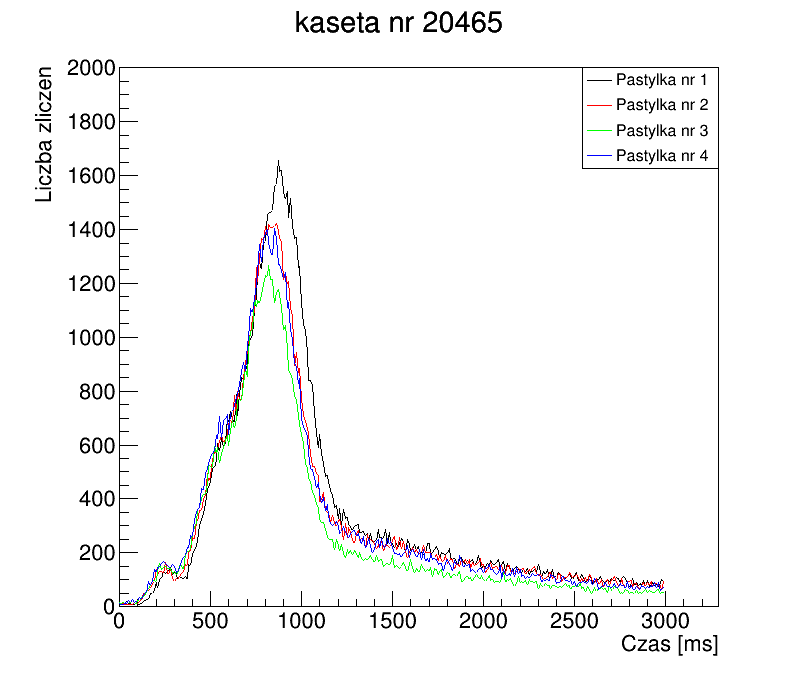 kaseta nr 20465
Liczba zliczen
2000
1800
1600
1400
1200
1000
800
600
400
200
0
Pastylka nr 1
Pastylka nr 2
Pastylka nr 3
Pastylka nr 4
0 500 1000 1500 2000 2500 3000
Czas [ms]